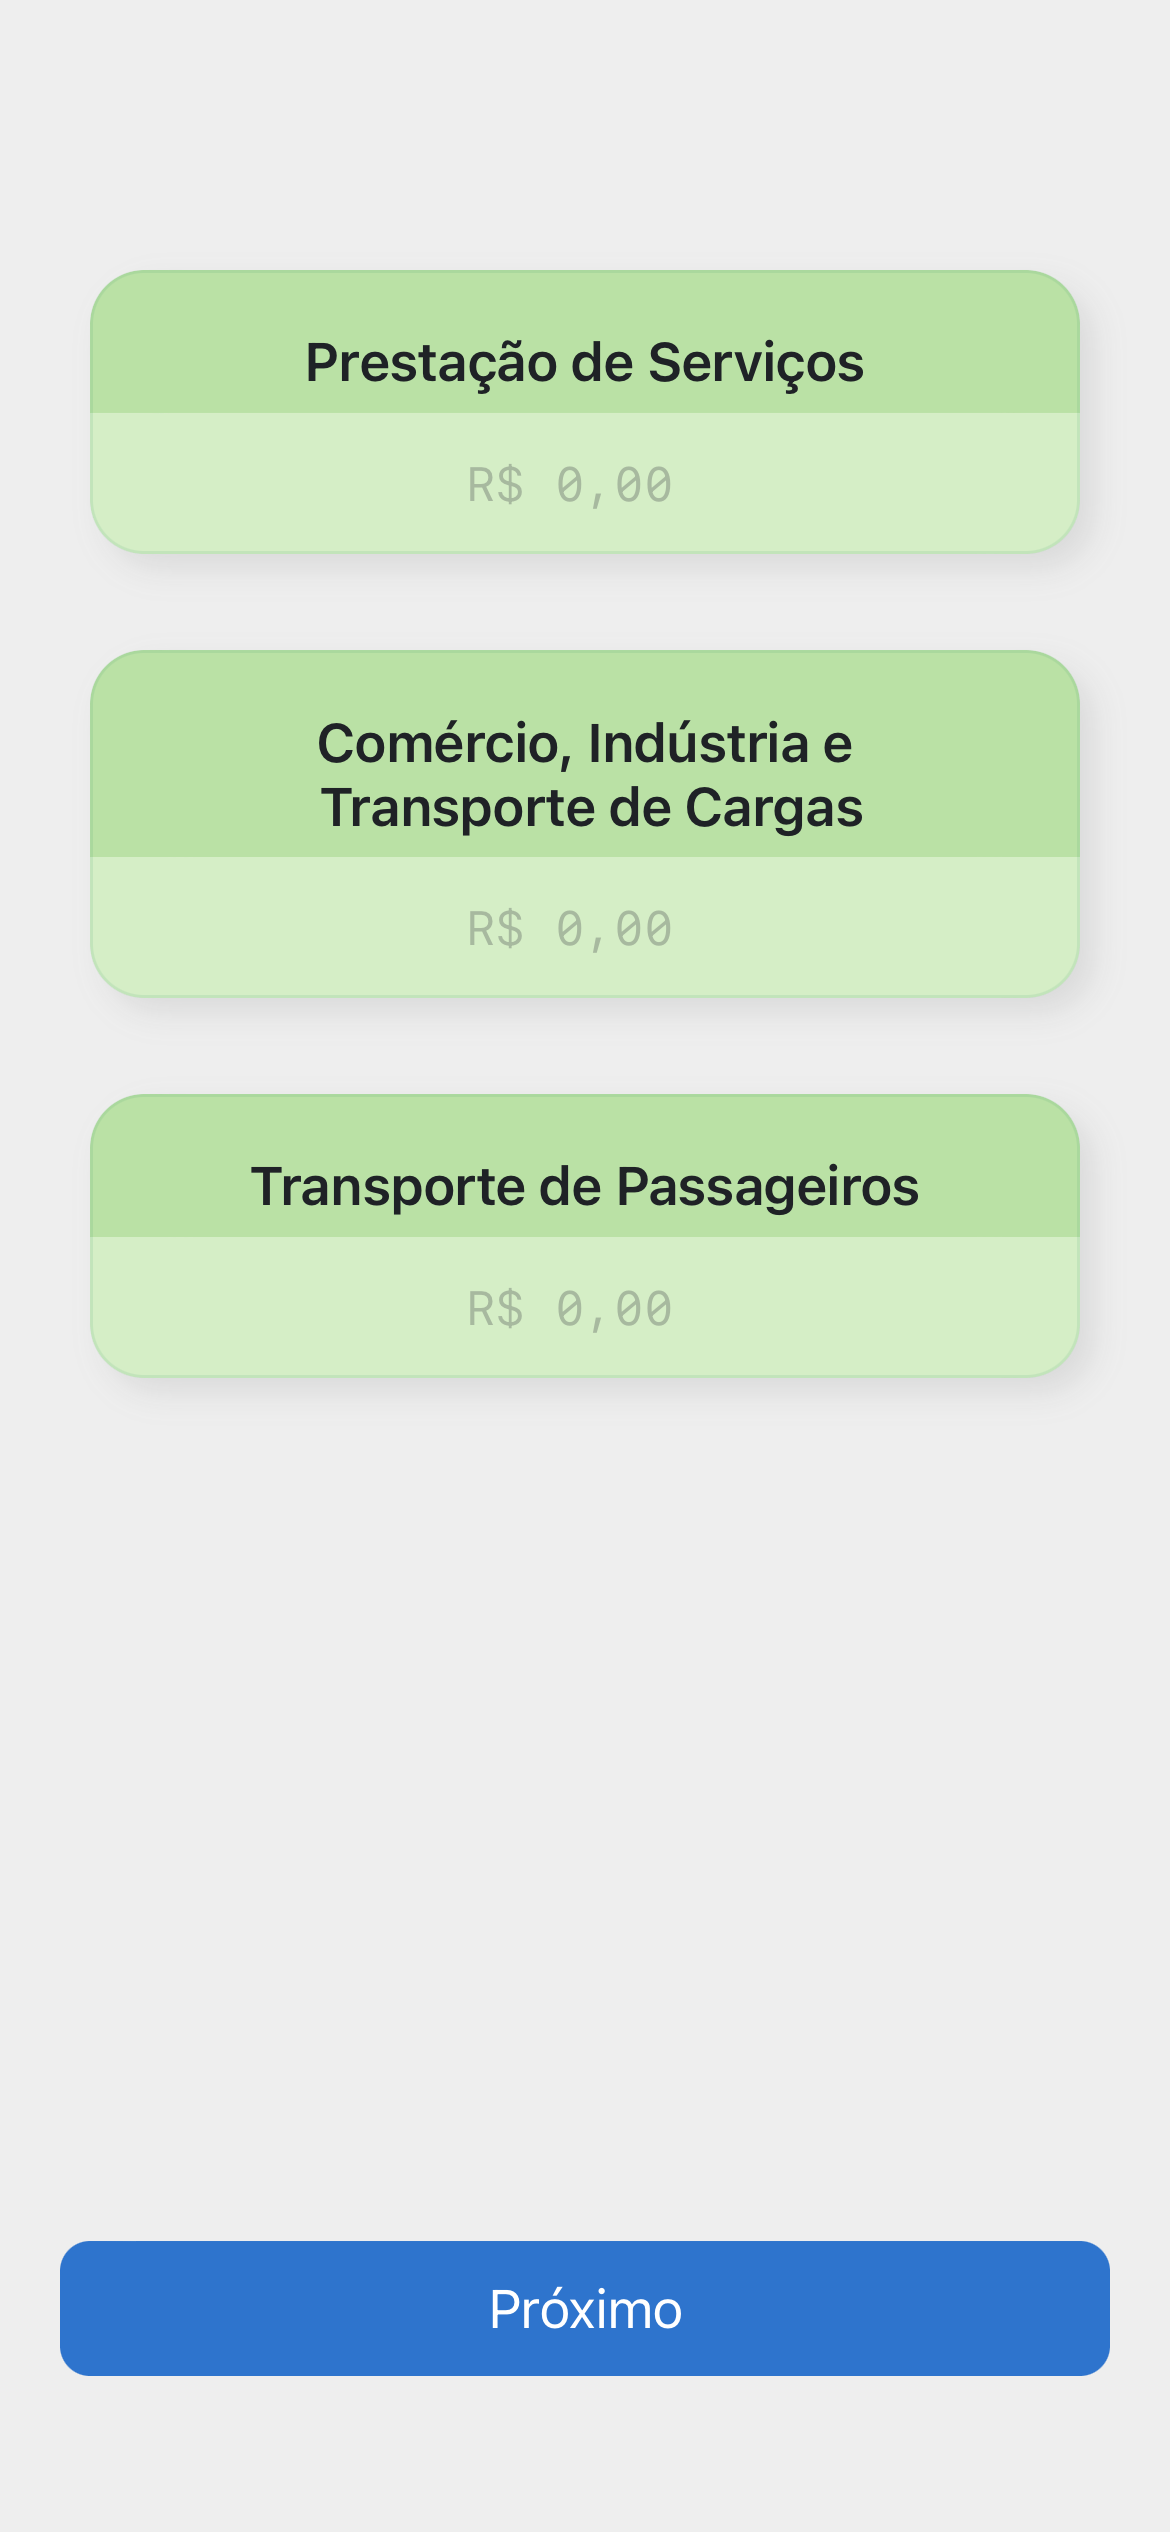 Prestação de Serviços
R$ 0,00
Comércio, Indústria e
Transporte de Cargas
R$ 0,00
Transporte de Passageiros
R$ 0,00
Próximo